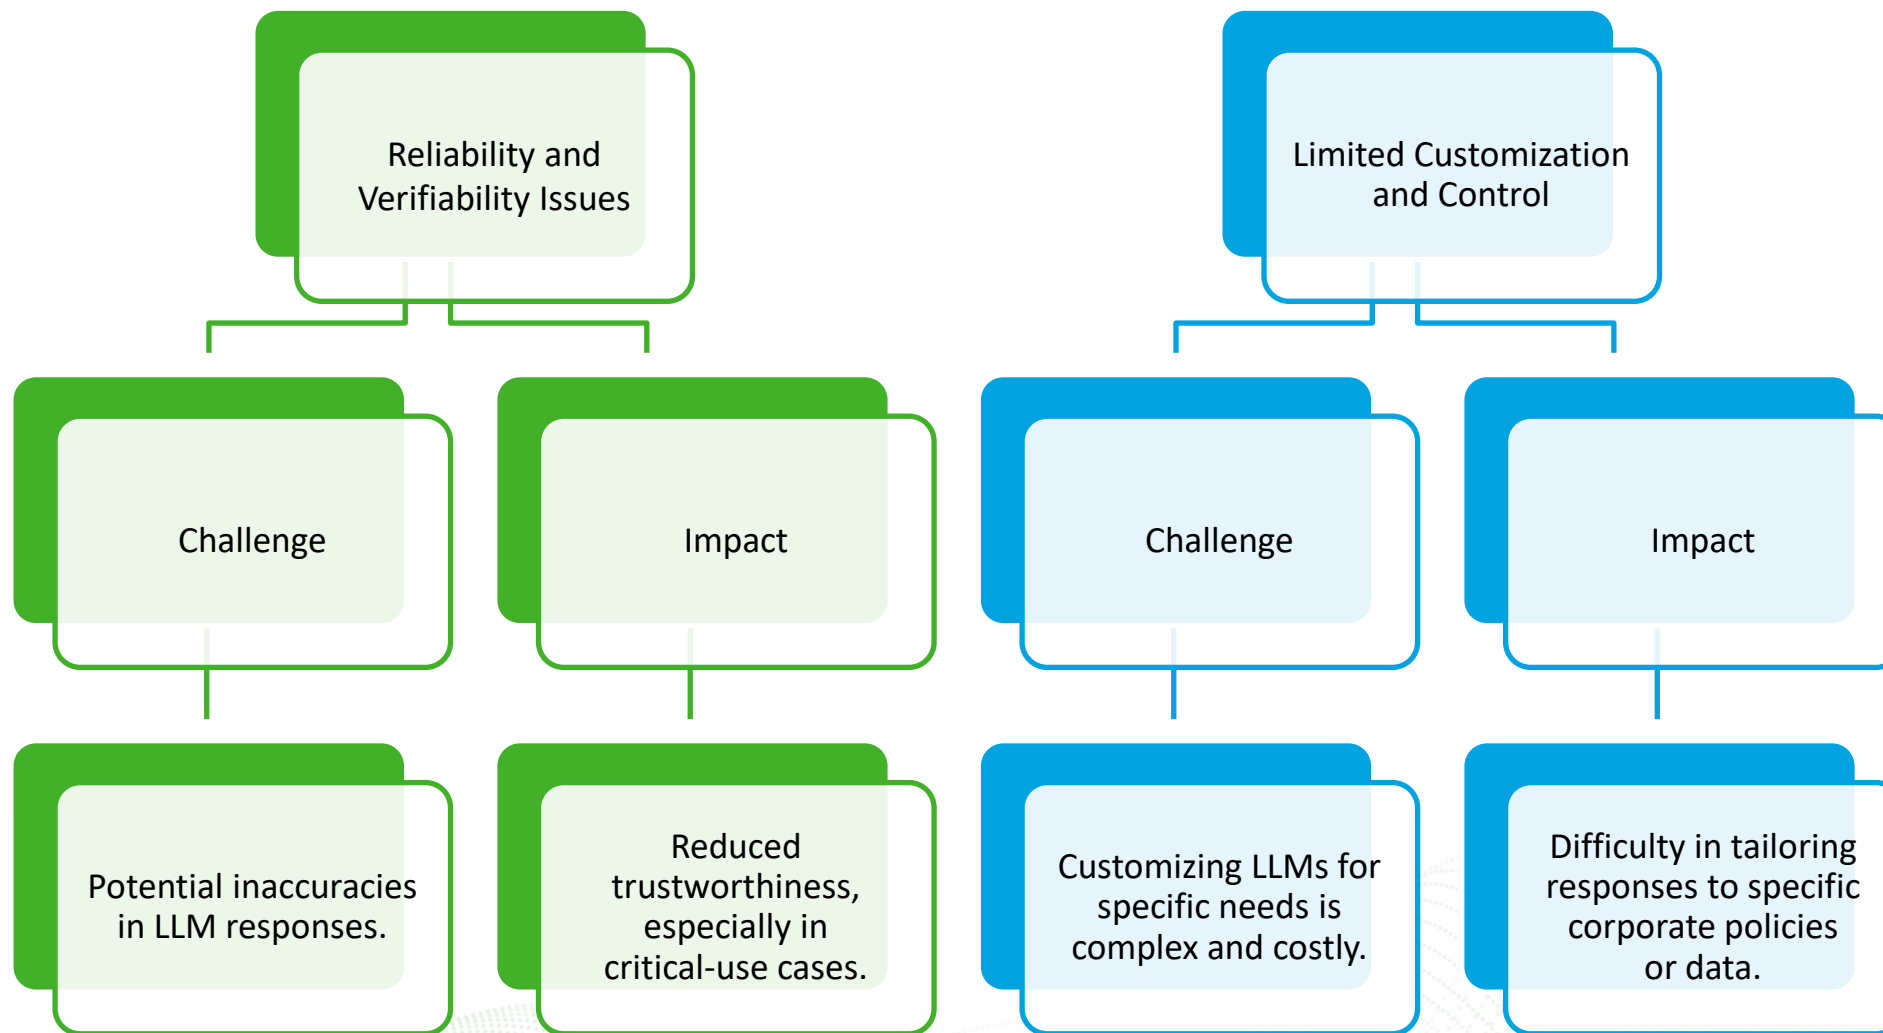 Reliability and
Verifiability Issues
Limited Customization
and Control
Challenge
Impact
Challenge
Impact
Potential inaccuracies
in LLM responses.
Reduced
trustworthiness,
especially in
critical-use cases.
Customizing LLMs for
specific needs is
complex and costly.
Difficulty in tailoring
responses to specific
corporate policies
or data.